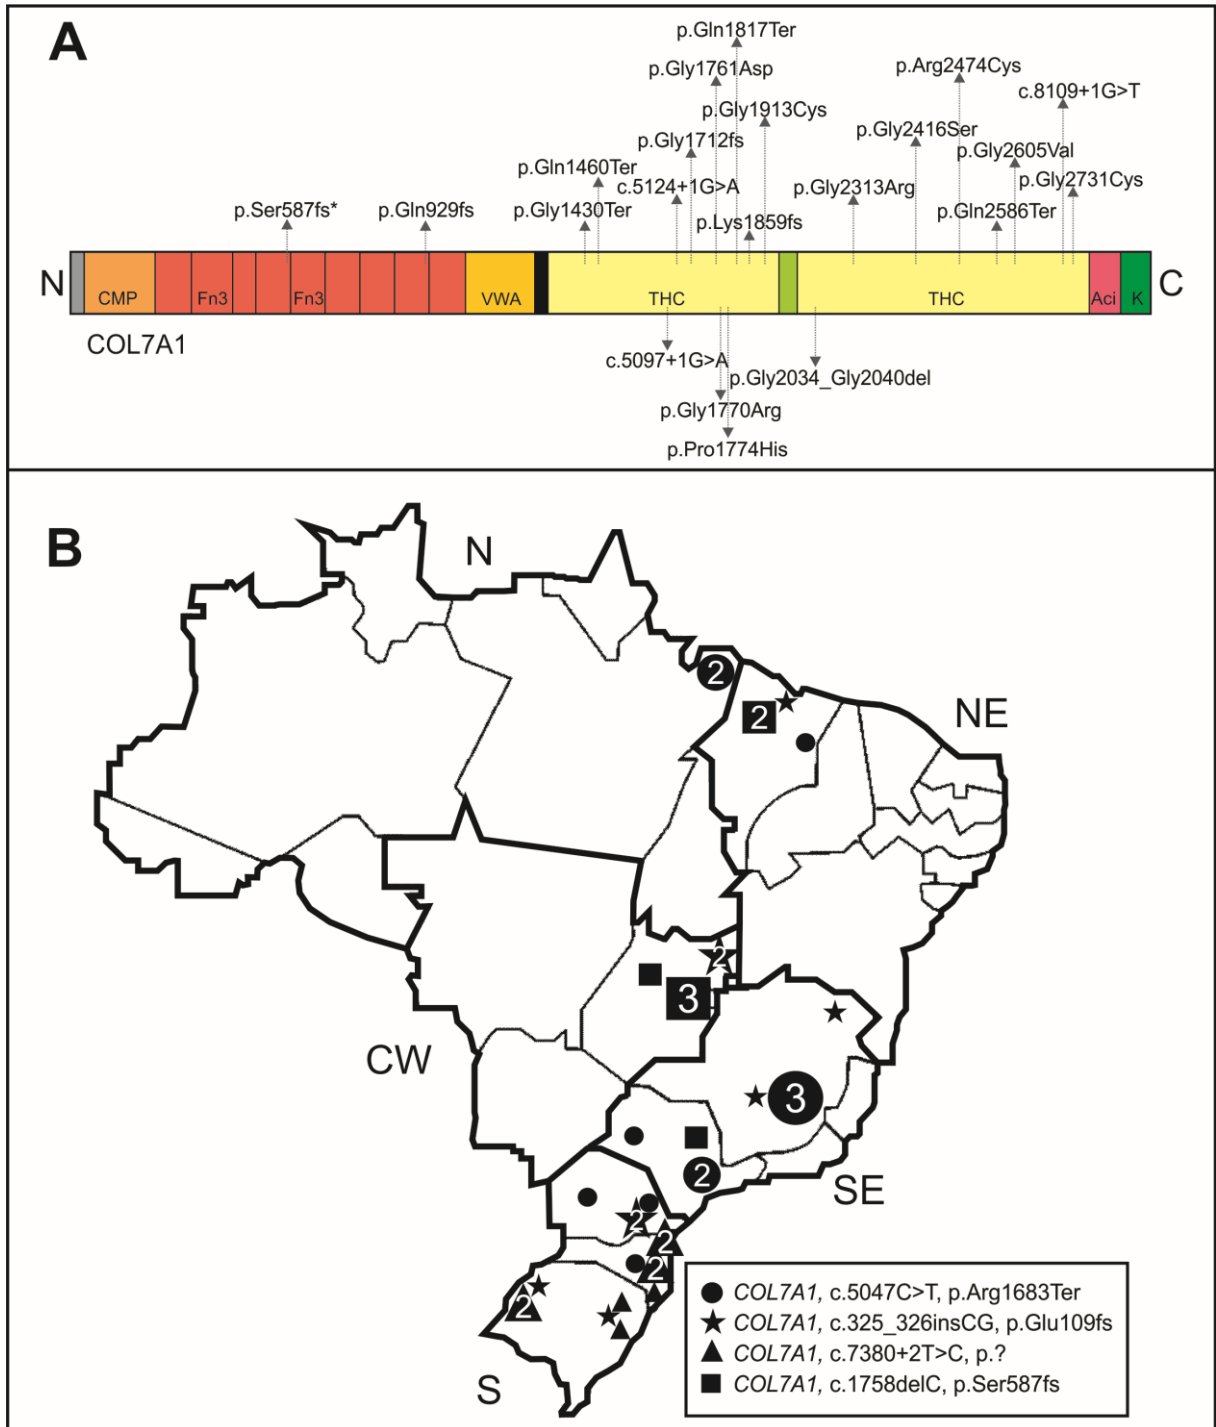 A
p.Gln1817Ter
p.Gly1761Asp
p.Arg2474Cys
c.8109+1G>T
p.Gly1913Cys
p.Gly2416Ser
p.Gly1712fs
p.Gly2605Val
p.Gln1460Ter
c.5124+1G>A
p.Gly2313Arg
p.Gly2731Cys
p.Ser587fs*
p.Gln929fs
p.Gly1430Ter
p.Lys1859fs
p.Gln2586Ter
N CMP Fn3 Fn3 VWA THC THC Aci K C
COL7A1
c.5097+1G>A
p.Gly2034_Gly2040del
p.Gly1770Arg
p.Pro1774His
B
N
2
NE
2
2
3
CW
3
2
SE
2
2
2
2
S
COL7A1, c.5047C>T, p.Arg1683Ter
COL7A1, c.325_326insCG, p.Glu109fs
COL7A1, c.7380+2T>C, p.?
COL7A1, c.1758delC, p.Ser587fs